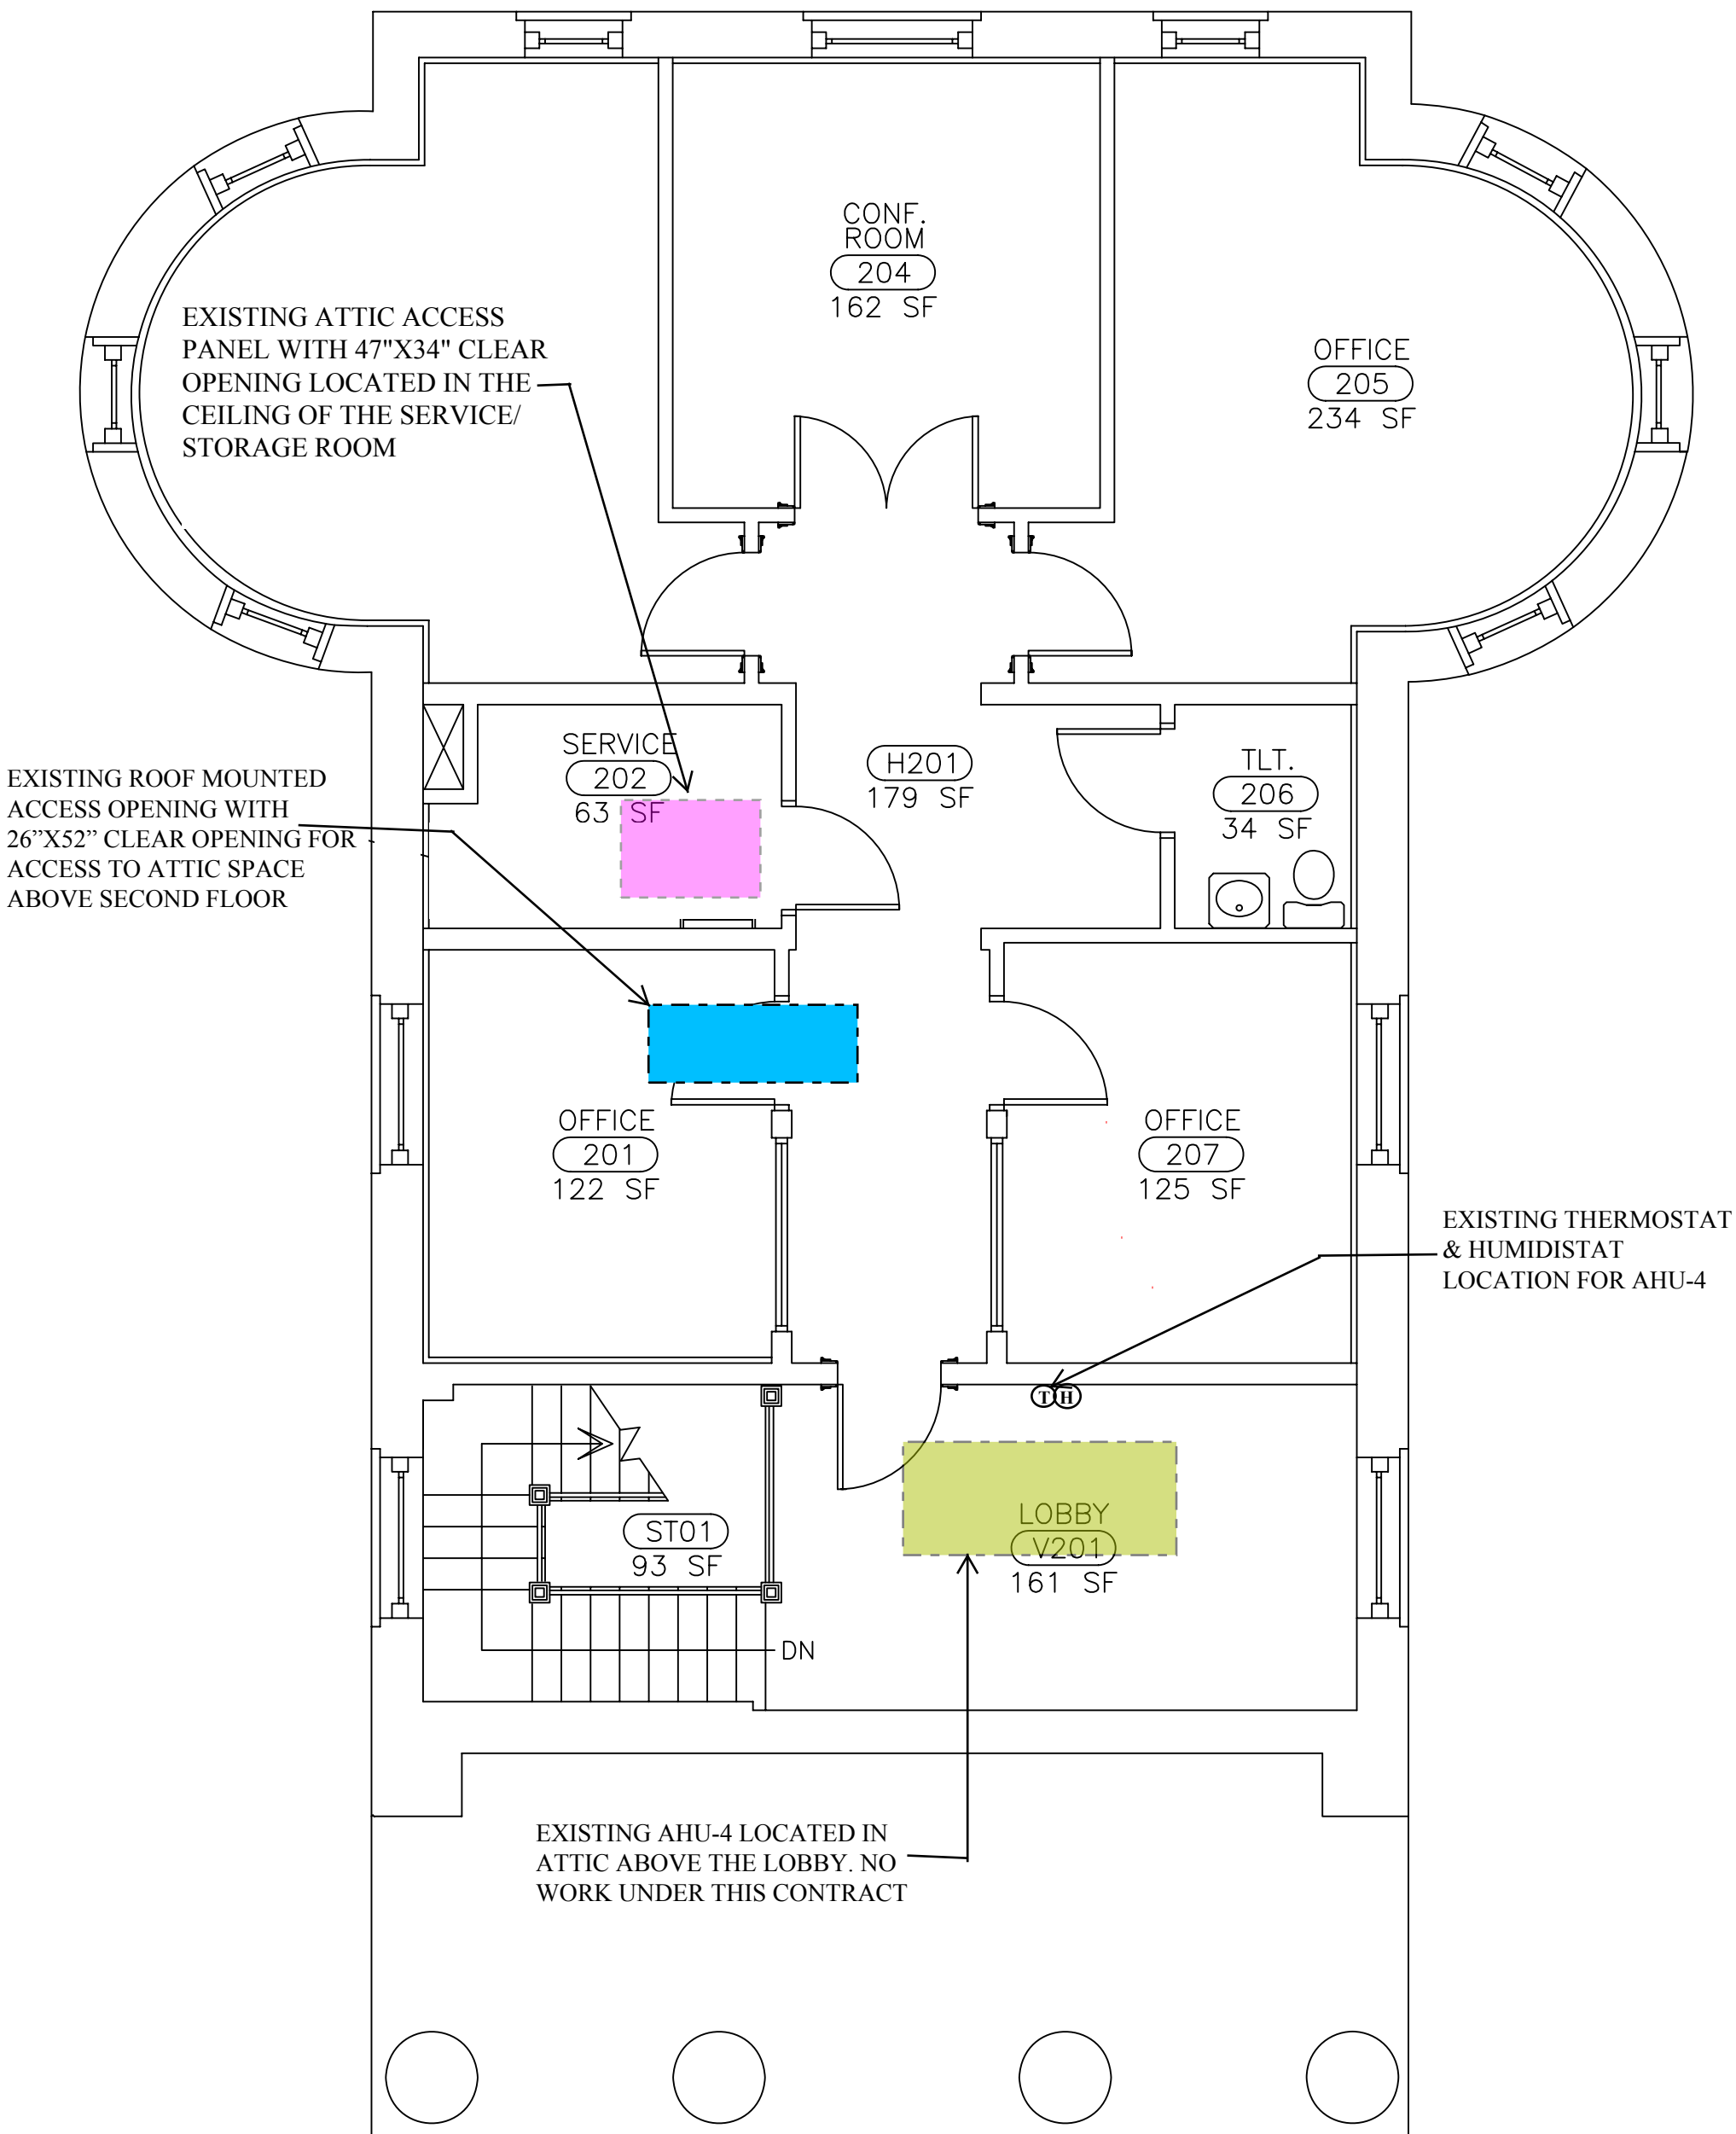 CONF.
ROOM
204
162 SF
EXISTING ATTIC ACCESS
PANEL WITH 47"X34" CLEAR
OPENING LOCATED IN THE
CEILING OF THE SERVICE/
STORAGE ROOM
OFFICE
205
234 SF
SERVICE
202
63 SF
H201
179 SF
TLT.
206
34 SF
EXISTING ROOF MOUNTED
ACCESS OPENING WITH
26”X52” CLEAR OPENING FOR
ACCESS TO ATTIC SPACE
ABOVE SECOND FLOOR
OFFICE
201
122 SF
OFFICE
207
125 SF
EXISTING THERMOSTAT
& HUMIDISTAT
LOCATION FOR AHU-4
T H
ST01
93 SF
LOBBY
V201
161 SF
DN
EXISTING AHU-4 LOCATED IN
ATTIC ABOVE THE LOBBY. NO
WORK UNDER THIS CONTRACT